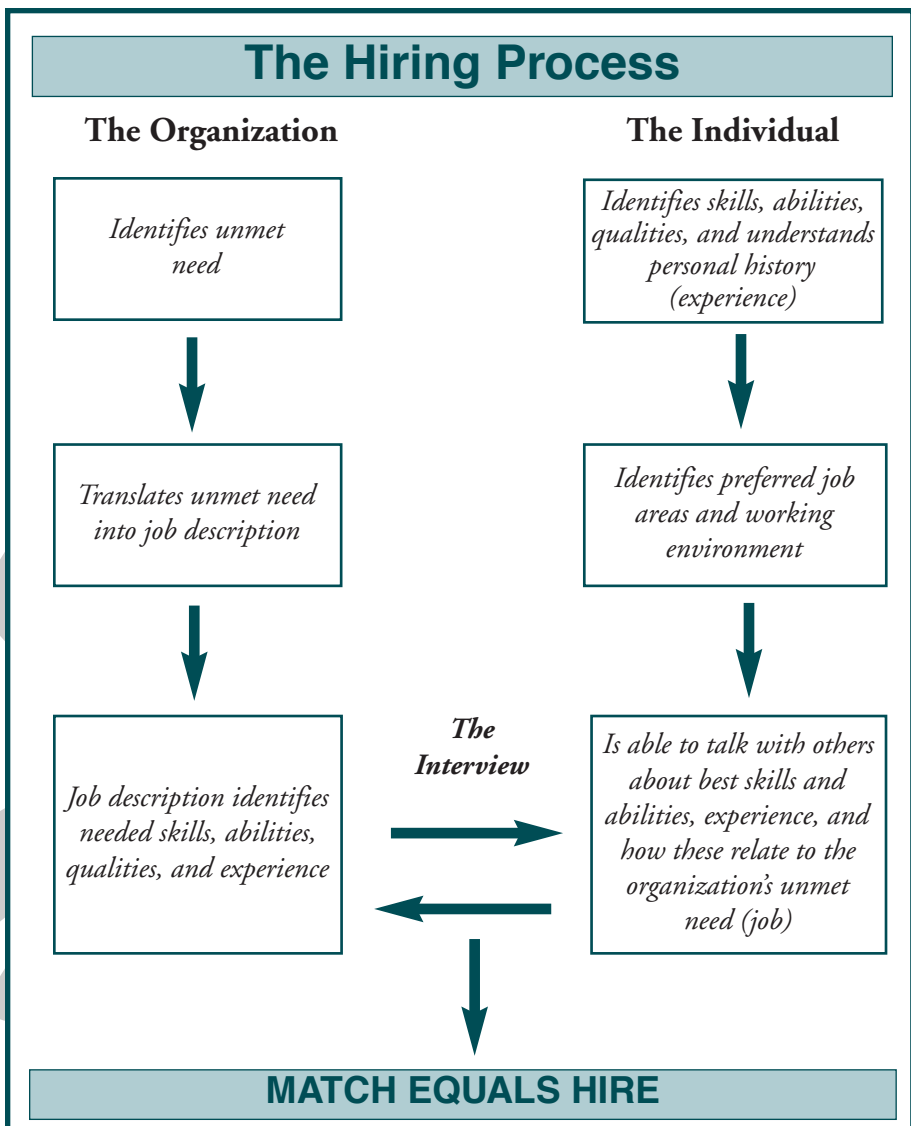 The Hiring Process
The Organization
Identifies unmet
need
Translates unmet need
into job description
Job description identifies
needed skills, abilities,
qualities, and experience
The Individual
Identifies skills, abilities,
qualities, and understands
personal history
(experience)
Identifies preferred job
areas and working
environment
Is able to talk with others
about best skills and
abilities, experience, and
how these relate to the
organization’s unmet
need (job)
The
Interview
MATCH EQUALS HIRE